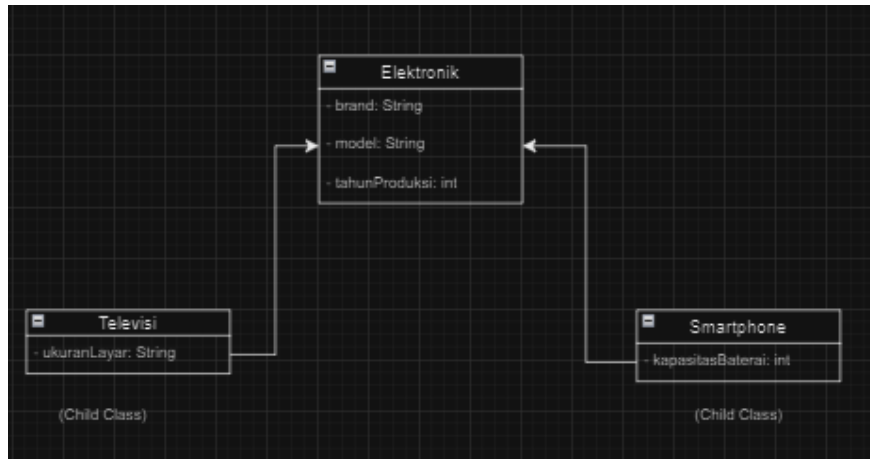 Elektronik
- brand: String
- model: String
- tahunProduksi: int
Televisi
- ukuranLayar: String
(Child Class)
Smartphone
- kapasitasBaterai: int
(Child Class)